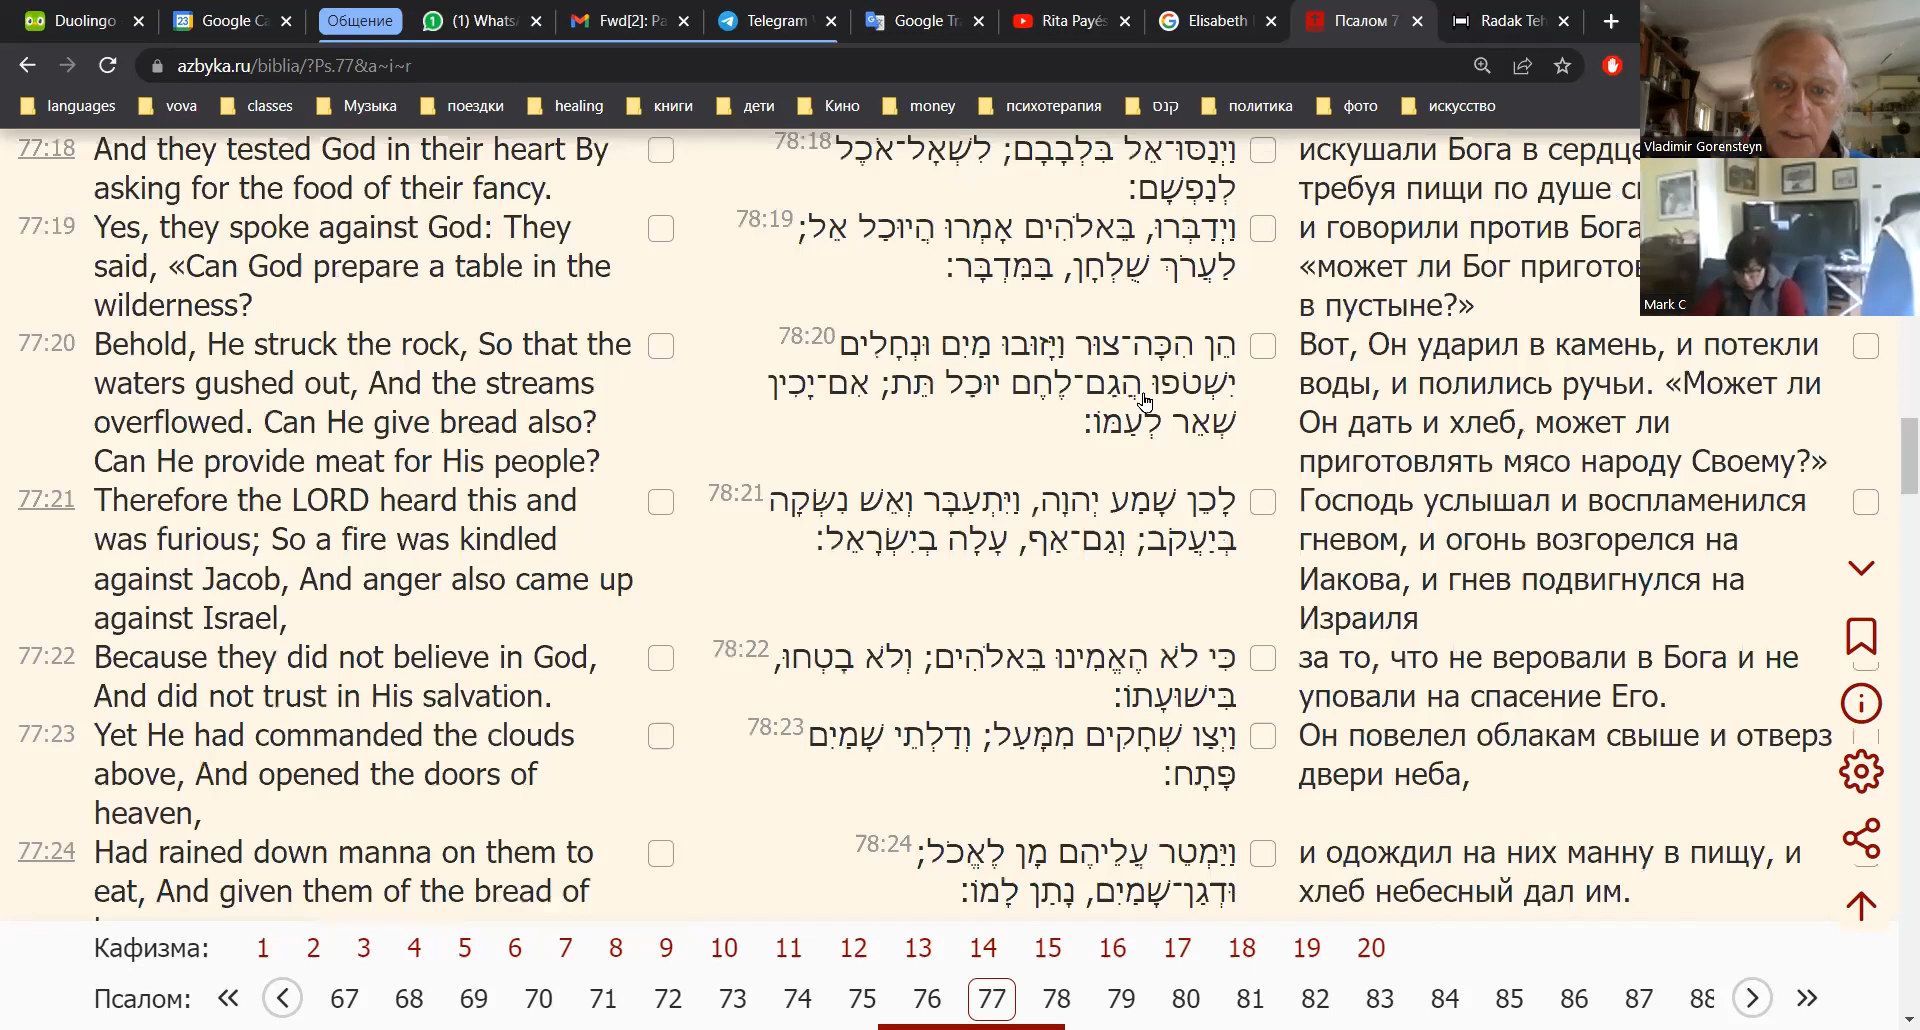 Duolingo
Google Ca
Общение
(1) Whats
Fwd[2]: Pa
Telegram
Google Tr
Rita Payés
Elisabeth
Псалом 7
Radak Teh
azbyka.ru/biblia/?Ps.77&a~i~r
languages
vova
classes
Музыка
поездки
healing
книги
дети
Кино
money
психотерапия
קנס
политика
фото
искусство
Vladimir Gorensteyn
Mark C
77:18 And they tested God in their heart By
asking for the food of their fancy.
77:19 Yes, they spoke against God: They
said, «Can God prepare a table in the
wilderness?
77:20 Behold, He struck the rock, So that the
waters gushed out, And the streams
overflowed. Can He give bread also?
Can He provide meat for His people?
77:21 Therefore the LORD heard this and
was furious; So a fire was kindled
against Jacob, And anger also came up
against Israel,
77:22 Because they did not believe in God,
And did not trust in His salvation.
77:23 Yet He had commanded the clouds
above, And opened the doors of
heaven,
77:24 Had rained down manna on them to
eat, And given them of the bread of
78:18 וַיְנַסּוּ־אֵל בִּלְבָבָם; לִשְׁאָל־אֹכֶל
לְנַפְשָׁם:
78:19 וַיְדַבְּרוּ, בֵּאלֹהִים אָמְרוּ הֲיוּכַל אֵל;
לַעֲרֹךְ שֻׁלְחָן, בַּמִּדְבָּר:
78:20 הֵן הִכָּה־צוּר וַיָּזוּבוּ מַיִם וּנְחָלִים
יִשְׁטֹפוּ הֲגַם־לֶחֶם יוּכַל תֵּת; אִם־יָכִין
שְׁאֵר לְעַמּוֹ:
78:21 לָכֵן שָׁמַע יְהוָה, וַיִּתְעַבָּר וְאֵשׁ נִשְּׂקָה
בְיַעֲקֹב; וְגַם־אַף, עָלָה בְיִשְׂרָאֵל:
78:22 כִּי לֹא הֶאֱמִינוּ בֵּאלֹהִים; וְלֹא בָטְחוּ,
בִּישׁוּעָתוֹ:
78:23 וַיְצַו שְׁחָקִים מִמָּעַל; וְדַלְתֵי שָׁמַיִם
פָּתָח:
78:24 וַיַּמְטֵר עֲלֵיהֶם מָן לֶאֱכֹל;
וּדְגַן־שָׁמַיִם, נָתַן לָמוֹ:
искушали Бога в сердце
требуя пищи по душе
и говорили против Бога
«может ли Бог
в пустыне?»
Вот, Он ударил в камень, и потекли
воды, и полились ручьи. «Может ли
Он дать и хлеб, может ли
приготовлять мясо народу Своему?»
Господь услышал и воспламенился
гневом, и огонь возгорелся на
Иакова, и гнев подвигнулся на
Израиля
за то, что не веровали в Бога и не
уповали на спасение Его.
Он повелел облакам свыше и отверз
двери неба,
и одождил на них манну в пищу, и
хлеб небесный дал им.
Кафизма: 1 2 3 4 5 6 7 8 9 10 11 12 13 14 15 16 17 18 19 20
Псалом: « 67 68 69 70 71 72 73 74 75 76 77 78 79 80 81 82 83 84 85 86 87 88 »